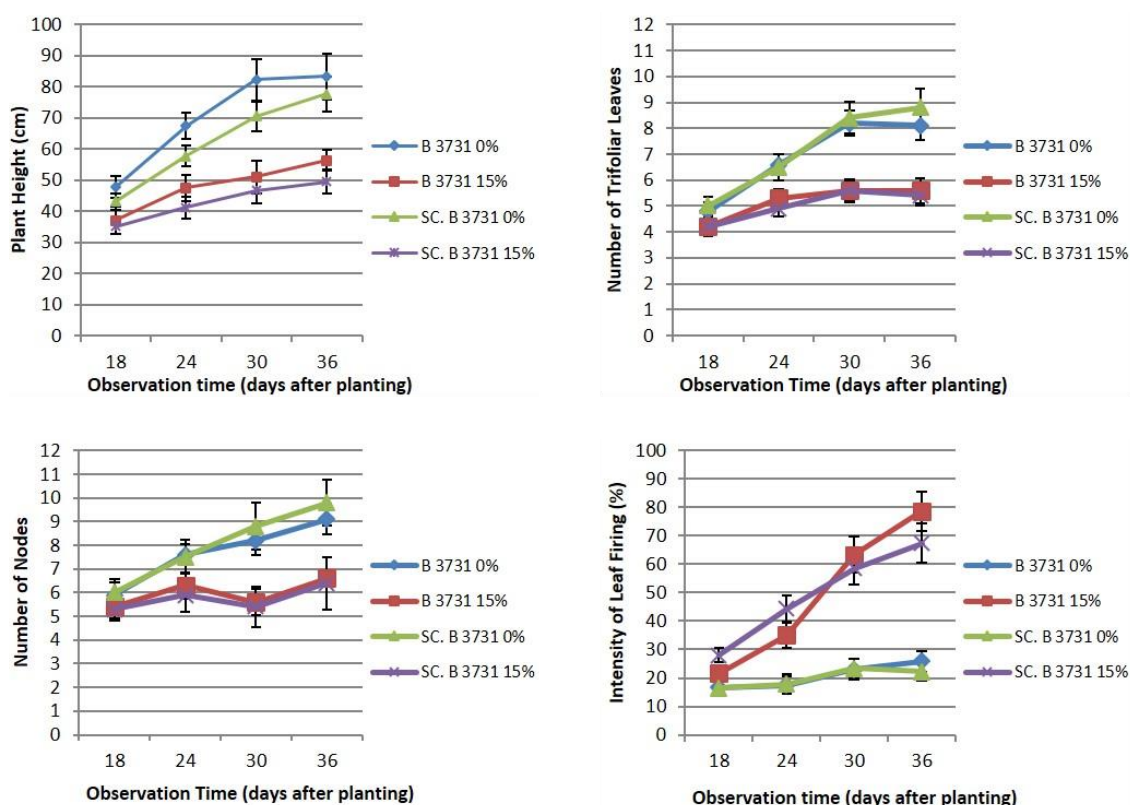 100
90
80
70
60
50
40
30
20
10
0
Plant Height (cm)
18 24 30 36
Observation time (days after planting)
B 3731 0%
B 3731 15%
SC. B 3731 0%
SC. B 3731 15%
12
11
10
9
8
7
6
5
4
3
2
1
0
Number of Trifoliar Leaves
18 24 30 36
Observation Time (days after planting)
B 3731 0%
B 3731 15%
SC. B 3731 0%
SC. B 3731 15%
12
11
10
9
8
7
6
5
4
3
2
1
0
Number of Nodes
18 24 30 36
Observation Time (days after planting)
B 3731 0%
B 3731 15%
SC. B 3731 0%
SC. B 3731 15%
100
90
80
70
60
50
40
30
20
10
0
Intensity of Leaf Firing (%)
18 24 30 36
Observation time (days after planting)
B 3731 0%
B 3731 15%
SC. B 3731 0%
SC. B 3731 15%